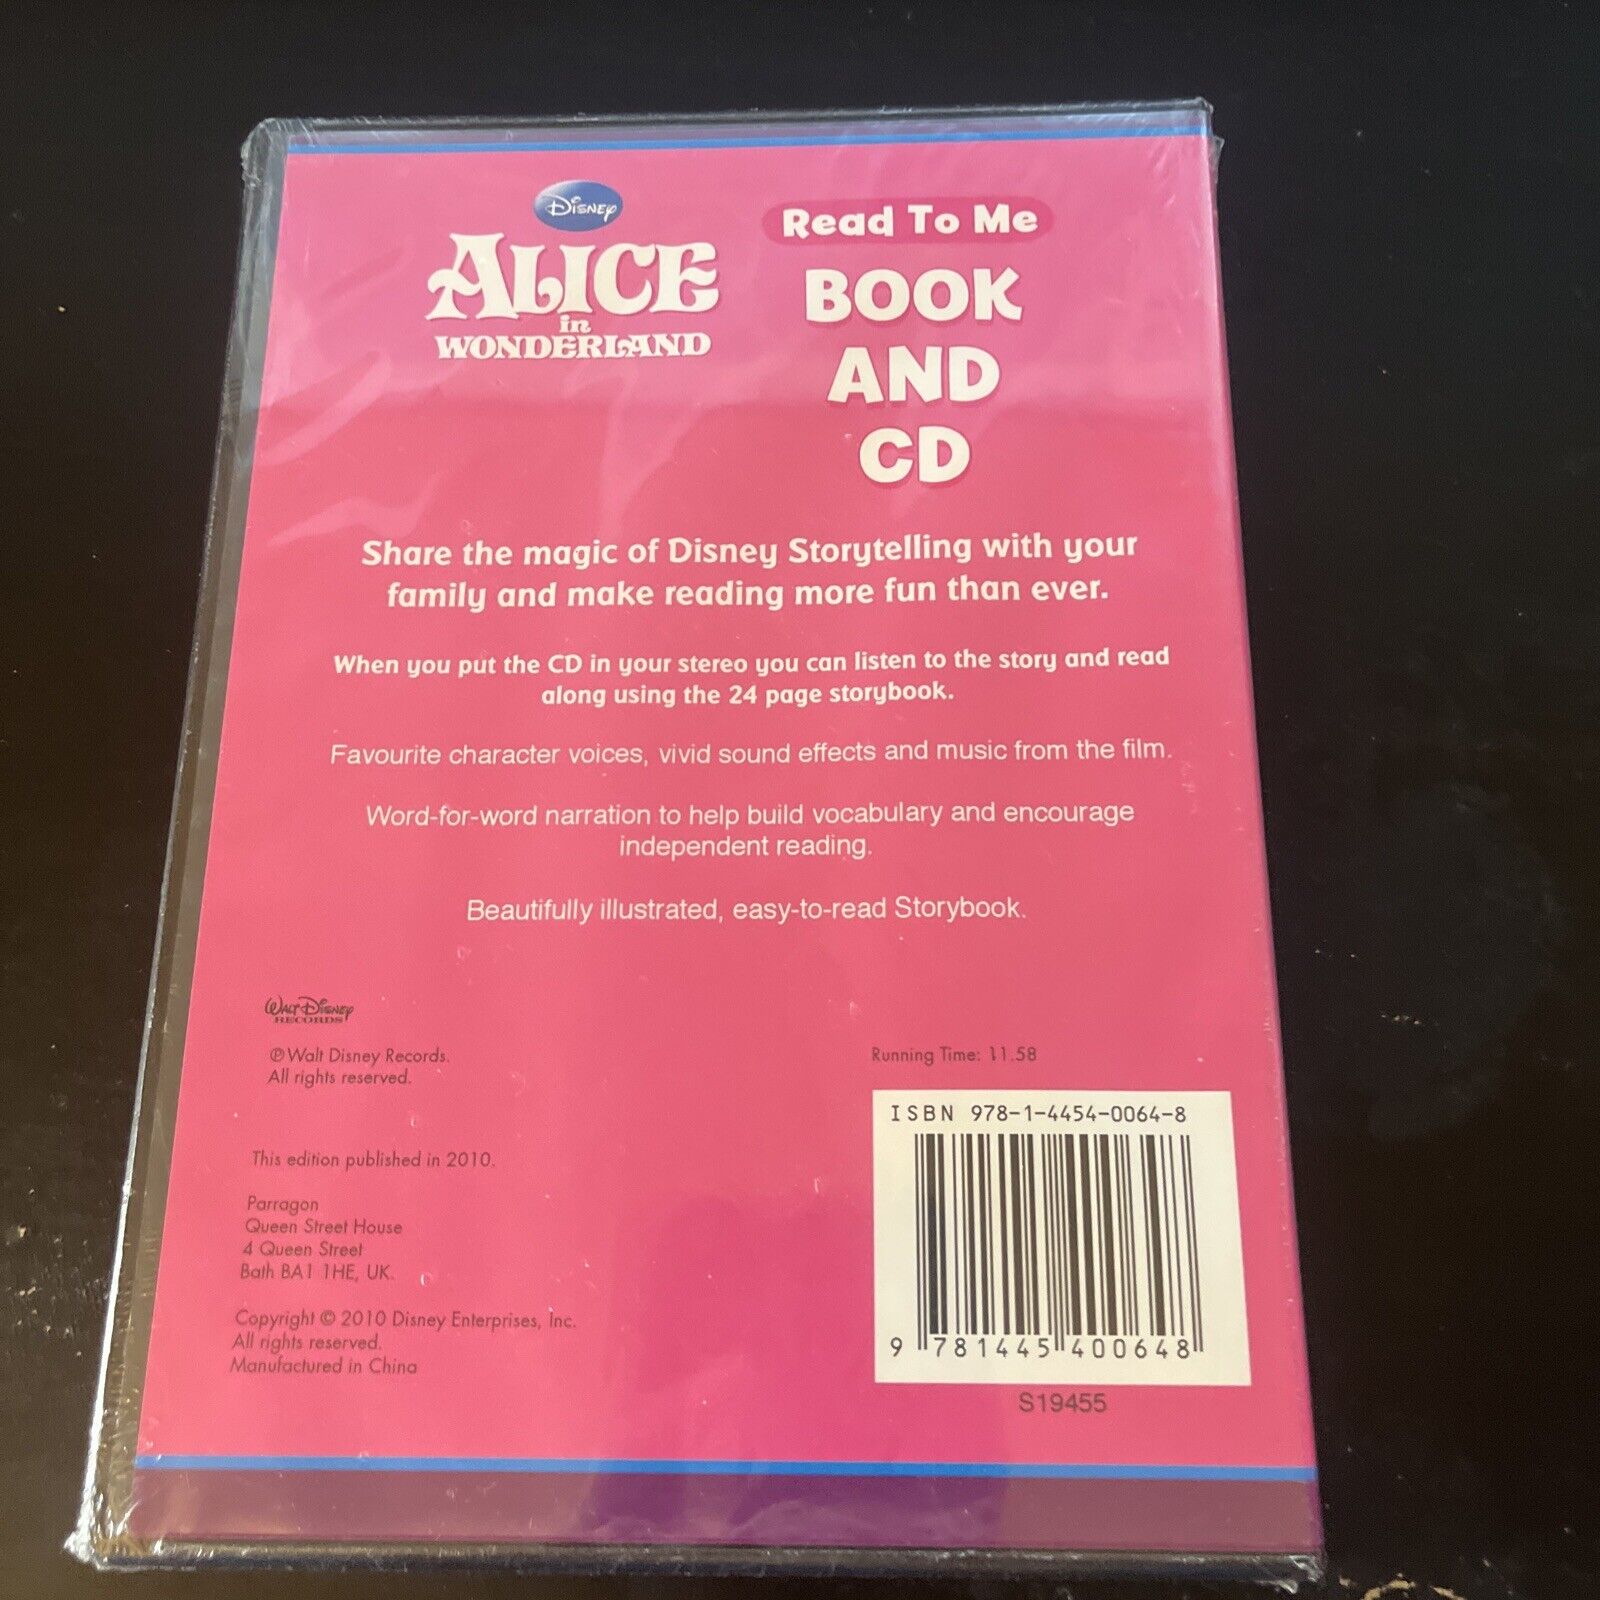 Disney
ALICE
in
WONDERLAND
Read To Me
BOOK
AND
CD
Share the magic of Disney Storytelling with your
family and make reading more fun than ever.
When you put the CD in your stereo you can listen to the story and read
along using the 24 page storybook.
Favourite character voices, vivid sound effects and music from the film.
Word-for-word narration to help build vocabulary and encourage
independent reading.
Beautifully illustrated, easy-to-read Storybook.
WALT DISNEY
RECORDS
℗ Walt Disney Records.
All rights reserved.
This edition published in 2010.
Parragon
Queen Street House
4 Queen Street
Bath BA1 1HE, UK.
Copyright © 2010 Disney Enterprises, Inc.
All rights reserved.
Manufactured in China
Running Time: 11.58
ISBN 978-1-4454-0064-8
9 781445 400648
S19455